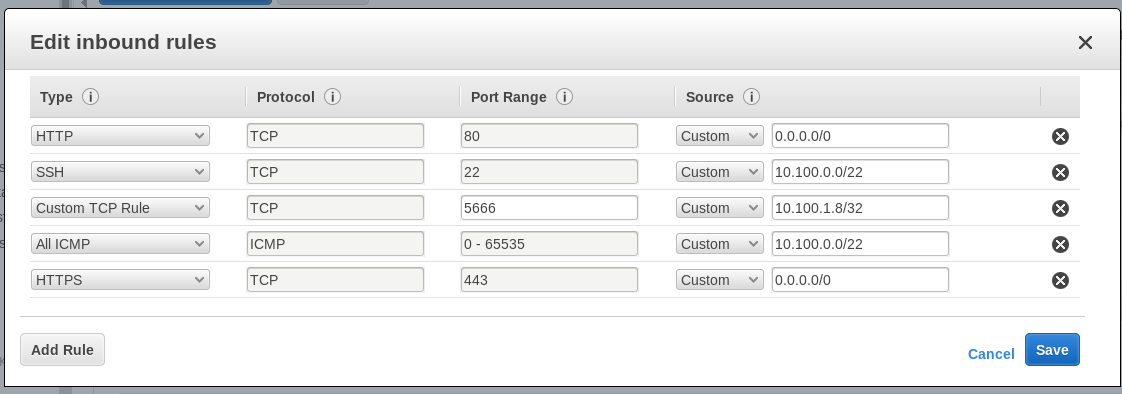 Edit inbound rules
Type Protocol Port Range Source
HTTP TCP 80 Custom 0.0.0.0/0
SSH TCP 22 Custom 10.100.0.0/22
Custom TCP Rule TCP 5666 Custom 10.100.1.8/32
All ICMP ICMP 0 - 65535 Custom 10.100.0.0/22
HTTPS TCP 443 Custom 0.0.0.0/0
Add Rule Cancel Save